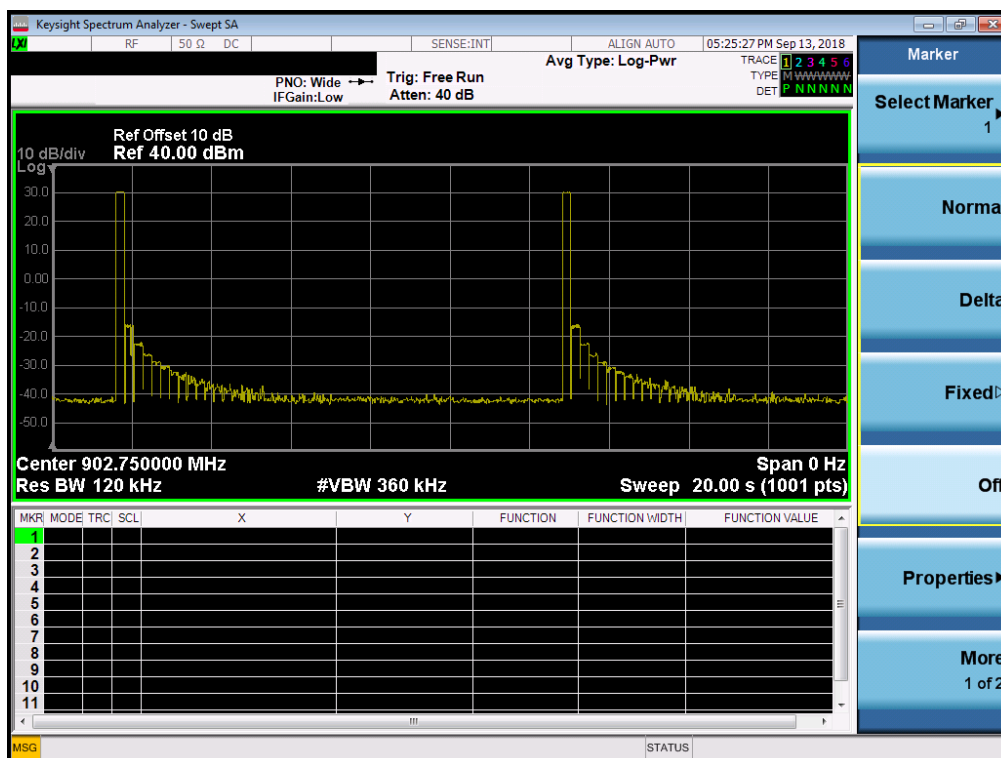 Keysight Spectrum Analyzer - Swept SA
LXI RF 50 Ω DC SENSE:INT ALIGN AUTO 05:25:27 PM Sep 13, 2018
Marker
Avg Type: Log-Pwr
TRACE 1 2 3 4 5 6
PNO: Wide
Trig: Free Run
TYPE M WWWWW
IFGain:Low
Atten: 40 dB
DET P N N N N N
Select Marker
1
Ref Offset 10 dB
10 dB/div Ref 40.00 dBm
Log
30.0
20.0
10.0
0.00
-10.0
-20.0
-30.0
-40.0
-50.0
Norma
Delta
Fixed
Off
Properties
More
1 of 2
Center 902.750000 MHz Span 0 Hz
Res BW 120 kHz #VBW 360 kHz Sweep 20.00 s (1001 pts)
MKR MODE TRC SCL X Y FUNCTION FUNCTION WIDTH FUNCTION VALUE
1
2
3
4
5
6
7
8
9
10
11
MSG STATUS